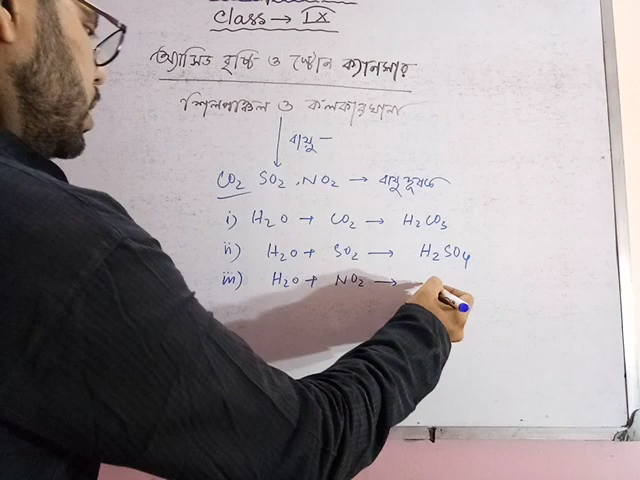 Class → IX
অ্যাসিড বৃষ্টি ও স্টোন ক্যানসার
শিল্পাঞ্চল ও কলকারখানা
বায়ু –
CO₂ SO₂ , NO₂ → বায়ুদূষণ
i) H₂O + CO₂ → H₂CO₃
ii) H₂O + SO₂ → H₂SO₄
iii) H₂O + NO₂ →